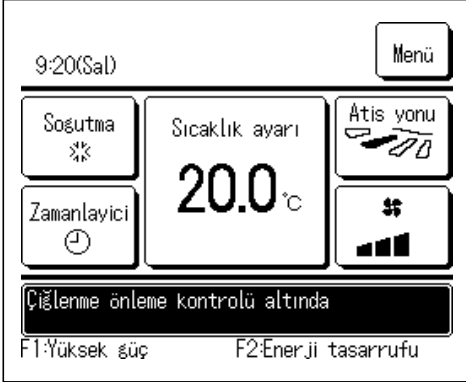 9:20(Sal)
Menü
Soğutma
Sıcaklık ayarı
Atis yonu
20.0 °C
Zamanlayici
Çiğlenme önleme kontrolü altında
F1:Yüksek güç
F2:Enerji tasarrufu